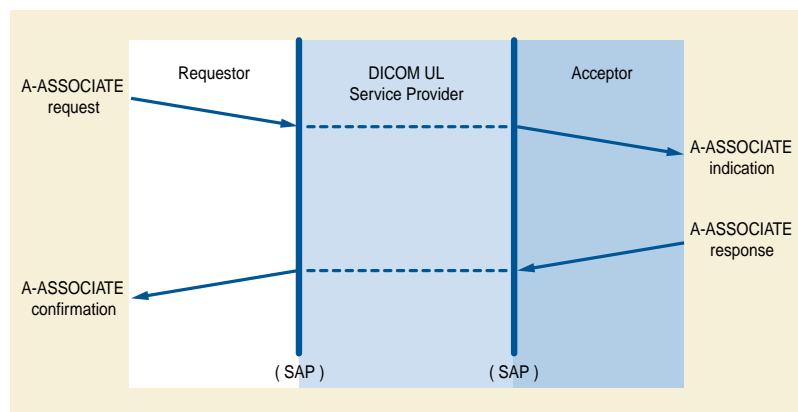 Requestor
DICOM UL
Service Provider
Acceptor
A-ASSOCIATE
request
A-ASSOCIATE
indication
A-ASSOCIATE
response
A-ASSOCIATE
confirmation
( SAP )
( SAP )